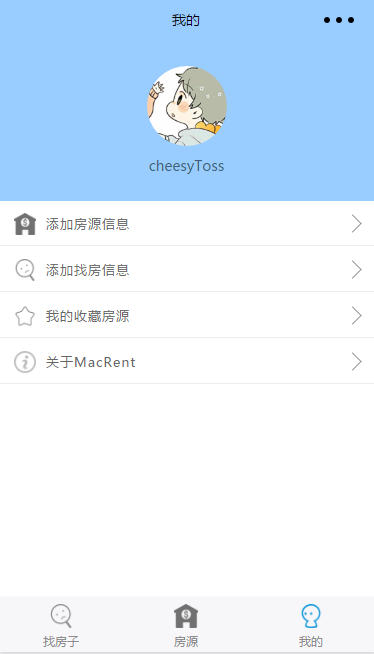 我的
cheesyToss
添加房源信息
添加找房信息
我的收藏房源
关于MacRent
找房子
房源
我的